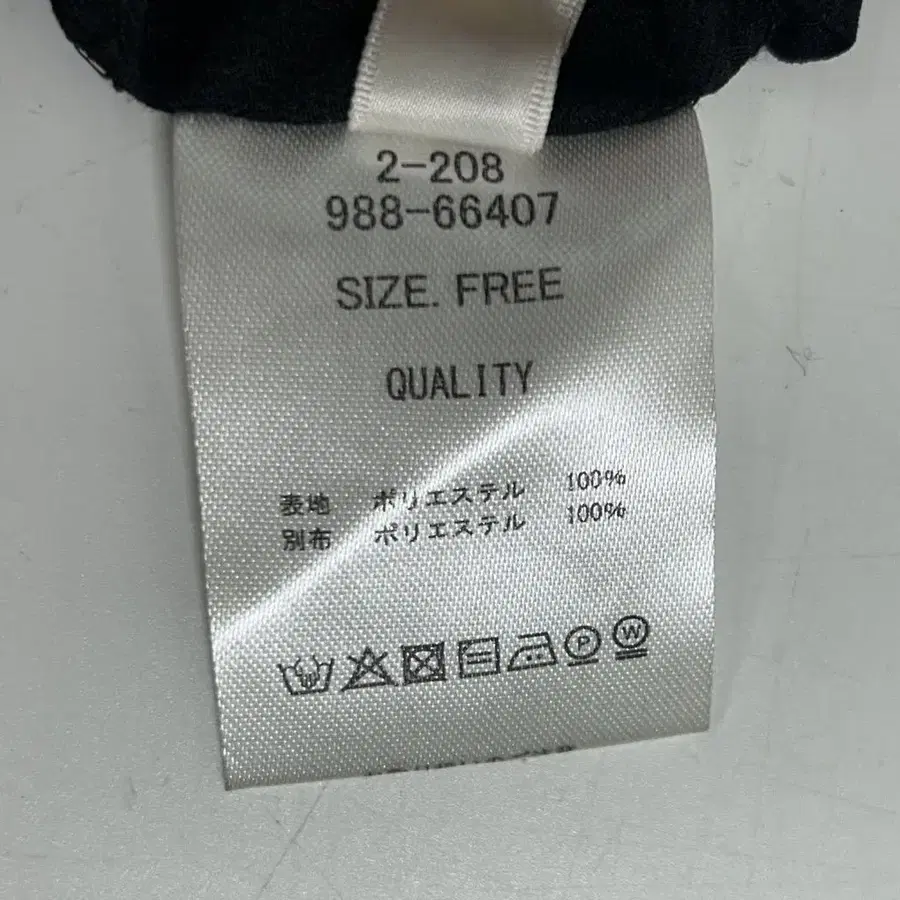 2-208
988-66407
SIZE. FREE
QUALITY
表地 ポリエステル 100%
別布 ポリエステル 100%
P W